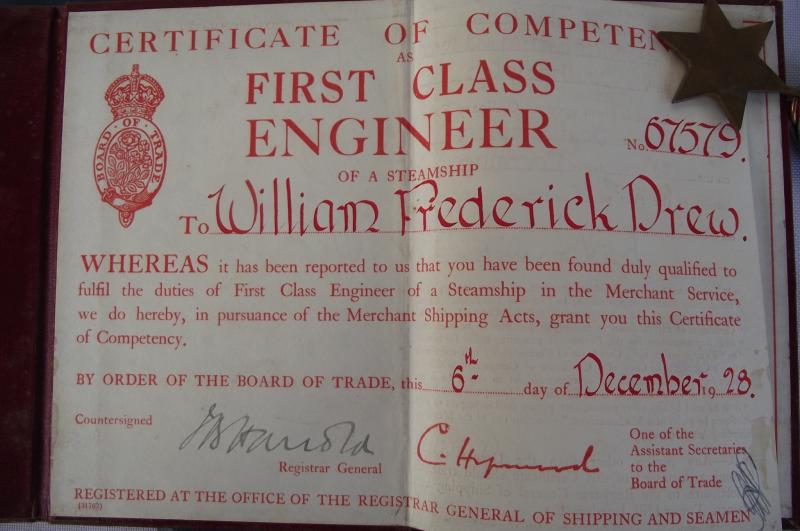 CERTIFICATE OF COMPETEN
AS
FIRST CLASS
ENGINEER
No. 67579.
OF A STEAMSHIP
BOARD · OF · TRADE
To William Frederick Drew.
WHEREAS it has been reported to us that you have been found duly qualified to
fulfil the duties of First Class Engineer of a Steamship in the Merchant Service,
we do hereby, in pursuance of the Merchant Shipping Acts, grant you this Certificate
of Competency.
BY ORDER OF THE BOARD OF TRADE, this 6th day of December 1928.
Countersigned
Registrar General
One of the
Assistant Secretaries
to the
Board of Trade
REGISTERED AT THE OFFICE OF THE REGISTRAR GENERAL OF SHIPPING AND SEAMEN